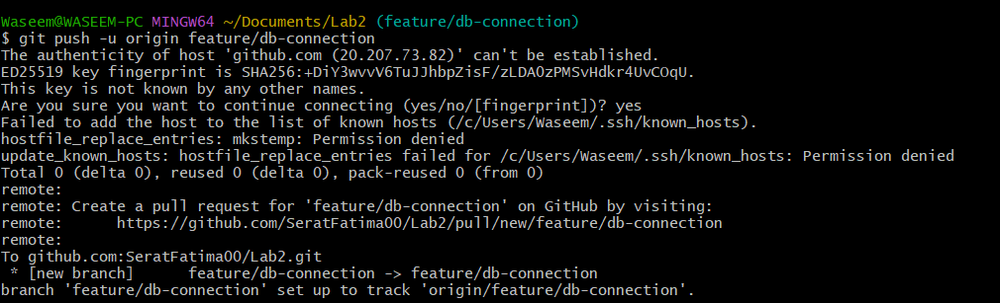 Waseem@WASEEM-PC MINGW64 ~/Documents/Lab2 (feature/db-connection)
$ git push -u origin feature/db-connection
The authenticity of host 'github.com (20.207.73.82)' can't be established.
ED25519 key fingerprint is SHA256:+DiY3wvvV6TuJJhbpZisF/zLDA0zPMSvHdkr4UvCOqU.
This key is not known by any other names.
Are you sure you want to continue connecting (yes/no/[fingerprint])? yes
Failed to add the host to the list of known hosts (/c/Users/Waseem/.ssh/known_hosts).
hostfile_replace_entries: mkstemp: Permission denied
update_known_hosts: hostfile_replace_entries failed for /c/Users/Waseem/.ssh/known_hosts: Permission denied
Total 0 (delta 0), reused 0 (delta 0), pack-reused 0 (from 0)
remote:
remote: Create a pull request for 'feature/db-connection' on GitHub by visiting:
remote:      https://github.com/SeratFatima00/Lab2/pull/new/feature/db-connection
remote:
To github.com:SeratFatima00/Lab2.git
 * [new branch]      feature/db-connection -> feature/db-connection
branch 'feature/db-connection' set up to track 'origin/feature/db-connection'.